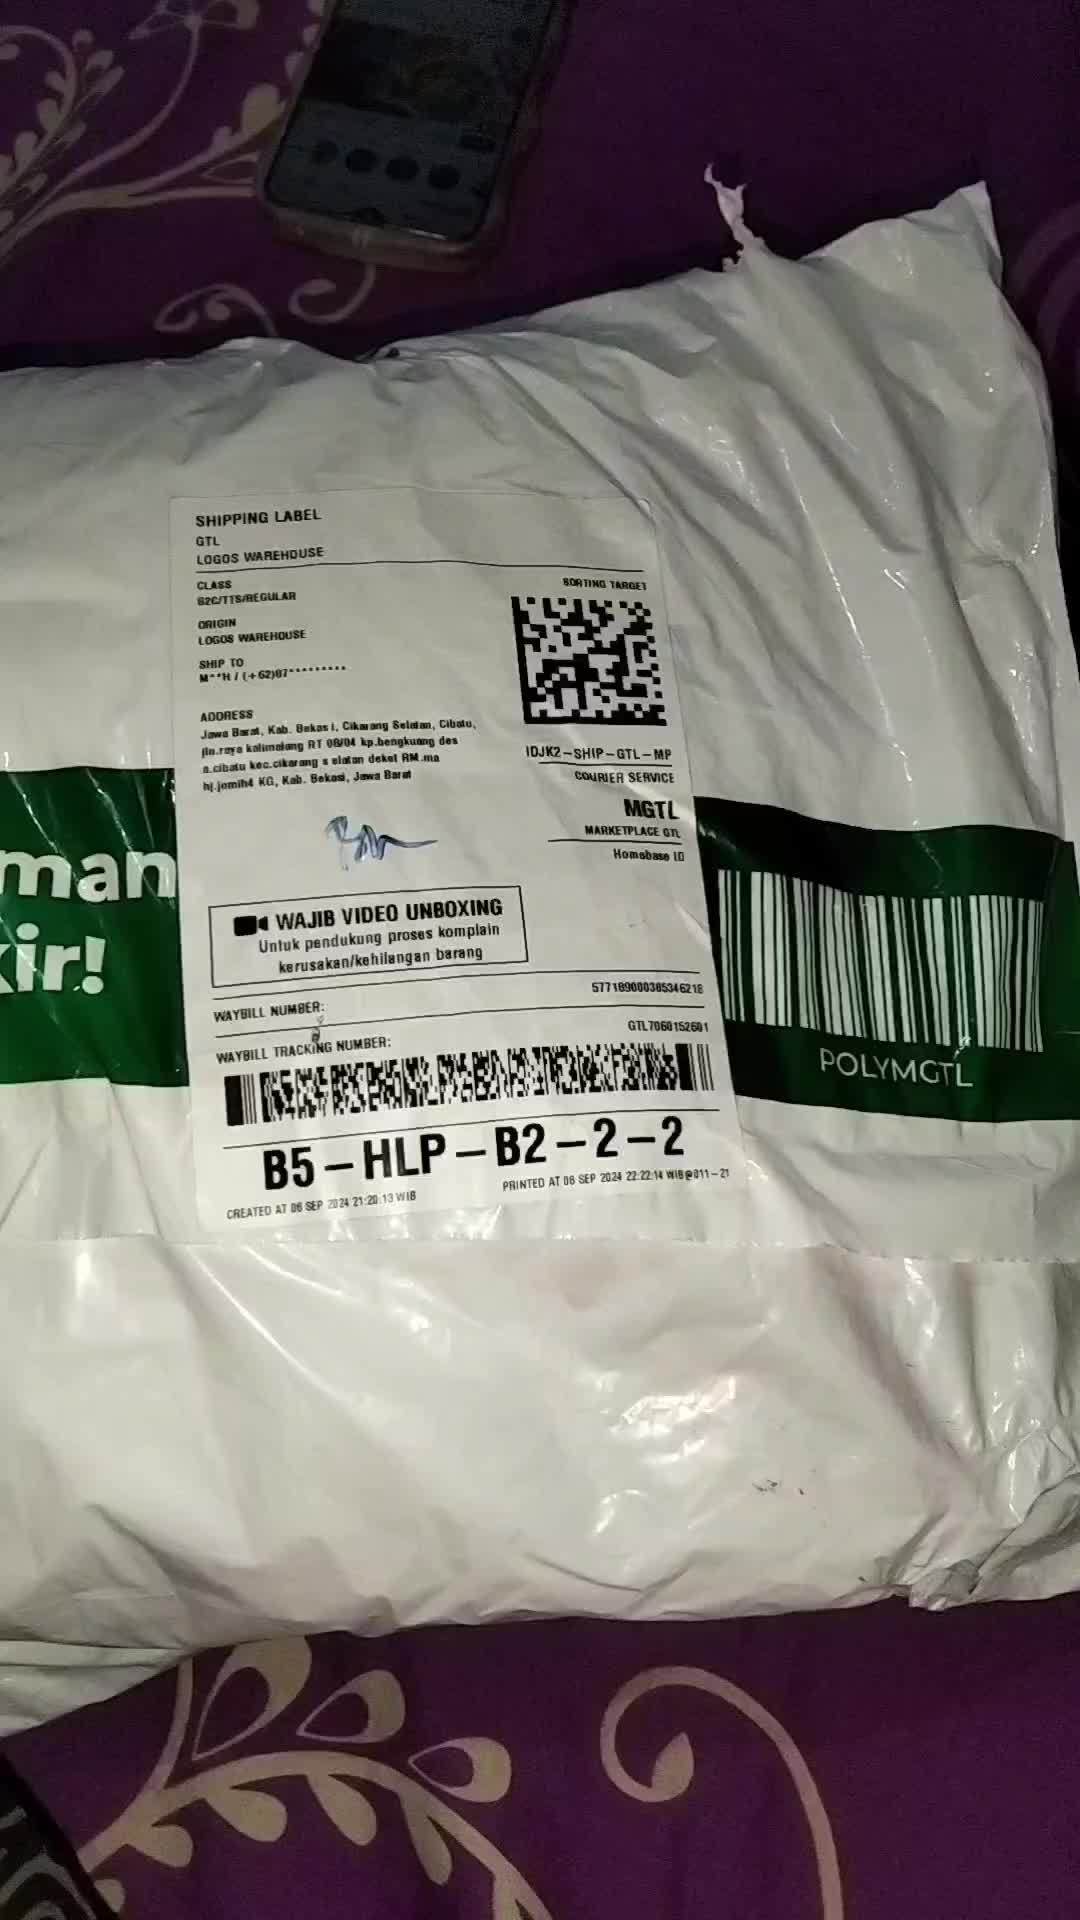 SHIPPING LABEL
GTL
LOGOS WAREHOUSE
CLASS
B2C/TTS/REGULAR
ORIGIN
LOGOS WAREHOUSE
SHIP TO
M**H / (+62)87*********
ADDRESS
Jawa Barat, Kab. Bekasi, Cikarang Selatan, Cibatu,
jln.raya kalimalang RT 08/04 kp.bengkuang des
a.cibatu kec.cikarang s elatan deket RM.ma
hj.jomih4 KG, Kab. Bekasi, Jawa Barat
SORTING TARGET
IDJK2-SHIP-GTL-MP
COURIER SERVICE
MGTL
MARKETPLACE GTL
Homebase ID
man
kir!
WAJIB VIDEO UNBOXING
Untuk pendukung proses komplain
kerusakan/kehilangan barang
WAYBILL NUMBER:
577189000385346218
WAYBILL TRACKING NUMBER:
GTL7060152601
B5-HLP-B2-2-2
CREATED AT 06 SEP 2024 21:20:13 WIB
PRINTED AT 06 SEP 2024 22:22:14 WIB@011-21
POLYMGTL